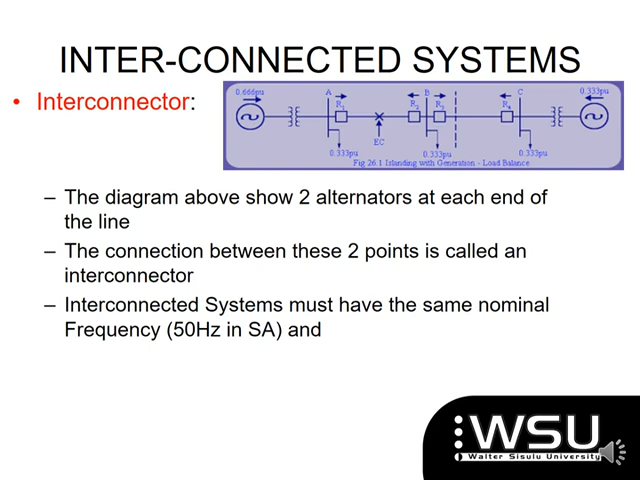 INTER-CONNECTED SYSTEMS
• Interconnector:
0.666pu
A
B
C
0.333pu
R1
R2
R3
R4
EC
0.333pu
0.333pu
0.333pu
Fig 26.1 Islanding with Generation - Load Balance
– The diagram above show 2 alternators at each end of
the line
– The connection between these 2 points is called an
interconnector
– Interconnected Systems must have the same nominal
Frequency (50Hz in SA) and
WSU
Walter Sisulu University